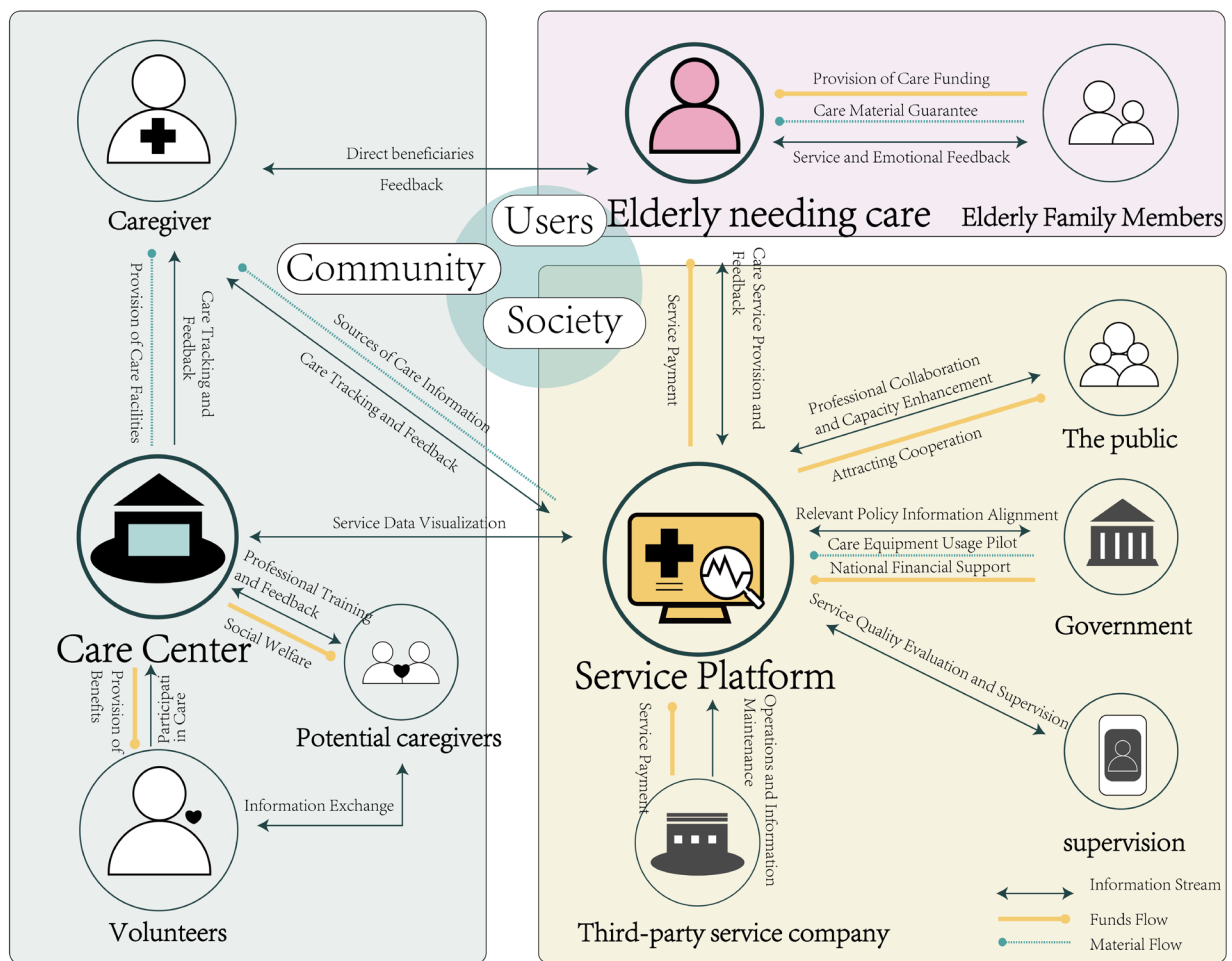 Caregiver
Direct beneficiaries
Feedback
Elderly needing care
Provision of Care Funding
Care Material Guarantee
Service and Emotional Feedback
Elderly Family Members
Users
Community
Society
Provision of Care Facilities
Care Tracking and
Feedback
Sources of Care Information
Care Tracking and Feedback
Service Payment
Care Service Provision and
Feedback
Professional Collaboration
and Capacity Enhancement
Attracting Cooperation
The public
Care Center
Service Data Visualization
Service Platform
Relevant Policy Information Alignment
Care Equipment Usage Pilot
National Financial Support
Government
Professional Training
and Feedback
Social Welfare
Potential caregivers
Service Quality Evaluation and Supervision
supervision
Provision of
Benefits
Participati
in Care
Information Exchange
Volunteers
Service Payment
Operations and Information
Maintenance
Third-party service company
Information Stream
Funds Flow
Material Flow